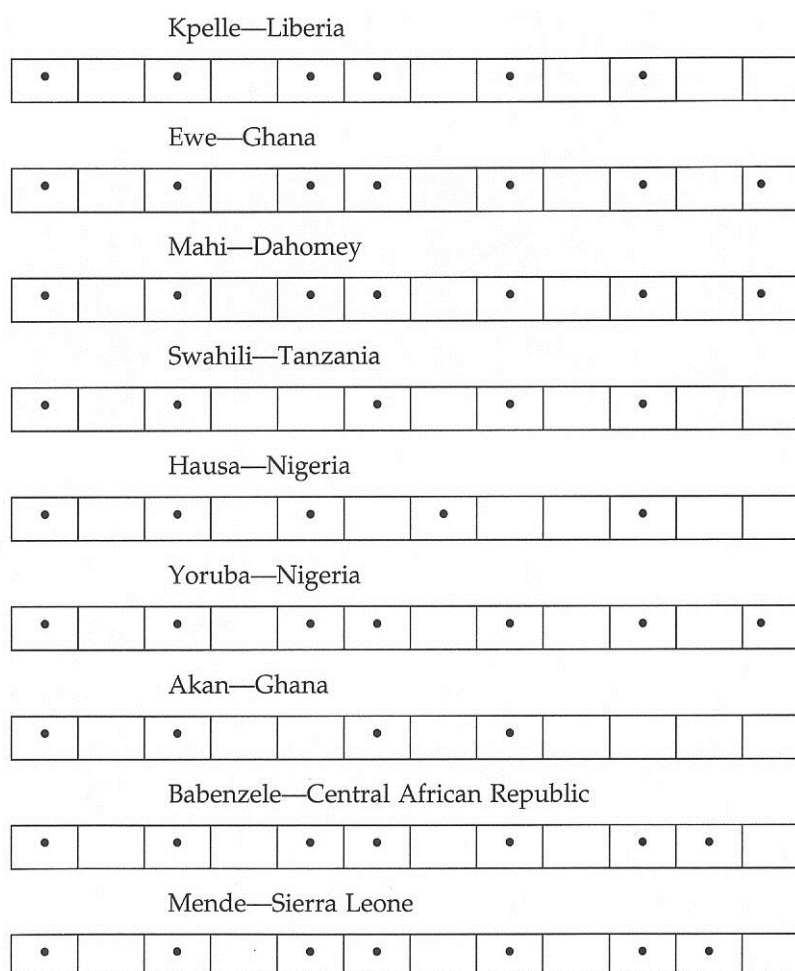 Kpelle—Liberia
Ewe—Ghana
Mahi—Dahomey
Swahili—Tanzania
Hausa—Nigeria
Yoruba—Nigeria
Akan—Ghana
Babenzele—Central African Republic
Mende—Sierra Leone